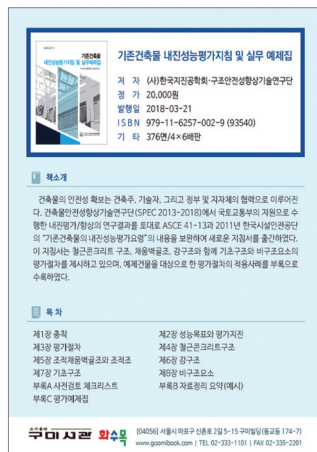 기존건축물
내진성능평가지침 및 실무예제집
기존건축물 내진성능평가지침 및 실무 예제집
저 자 (사)한국지진공학회·구조안전성향상기술연구단
정 가 20,000원
발행일 2018-03-21
ISBN 979-11-6257-002-9 (93540)
기 타 376면/4×6배판
책소개
건축물의 안전성 확보는 건축주, 기술자, 그리고 정부 및 지자체의 협력으로 이루어진
다. 건축물안전성향상기술연구단(SPEC 2013~2018)에서 국토교통부의 지원으로 수
행한 내진평가/향상의 연구결과를 토대로 ASCE 41-13과 2011년 한국시설안전공단
의 “기존건축물의 내진성능평가요령”의 내용을 보완하여 새로운 지침서를 출간하였다.
이 지침서는 철근콘크리트 구조, 채움벽골조, 강구조와 함께 기초구조와 비구조요소의
평가절차를 제시하고 있으며, 예제건물을 대상으로 한 평가절차의 적용사례를 부록으로
수록하였다.
목 차
제1장 총칙 제2장 성능목표와 평가지진
제3장 평가절차 제4장 철근콘크리트구조
제5장 조적채움벽골조와 조적조 제6장 강구조
제7장 기초구조 제8장 비구조요소
부록A 사전검토 체크리스트 부록B 자료정리 요약(예시)
부록C 평가예제집
도서출판
구미서관 화수목
[04056] 서울시 마포구 신촌로 2길 5-15 구미빌딩(동교동 174-7)
www.goomibook.com | TEL 02-333-1101 | FAX 02-335-2201